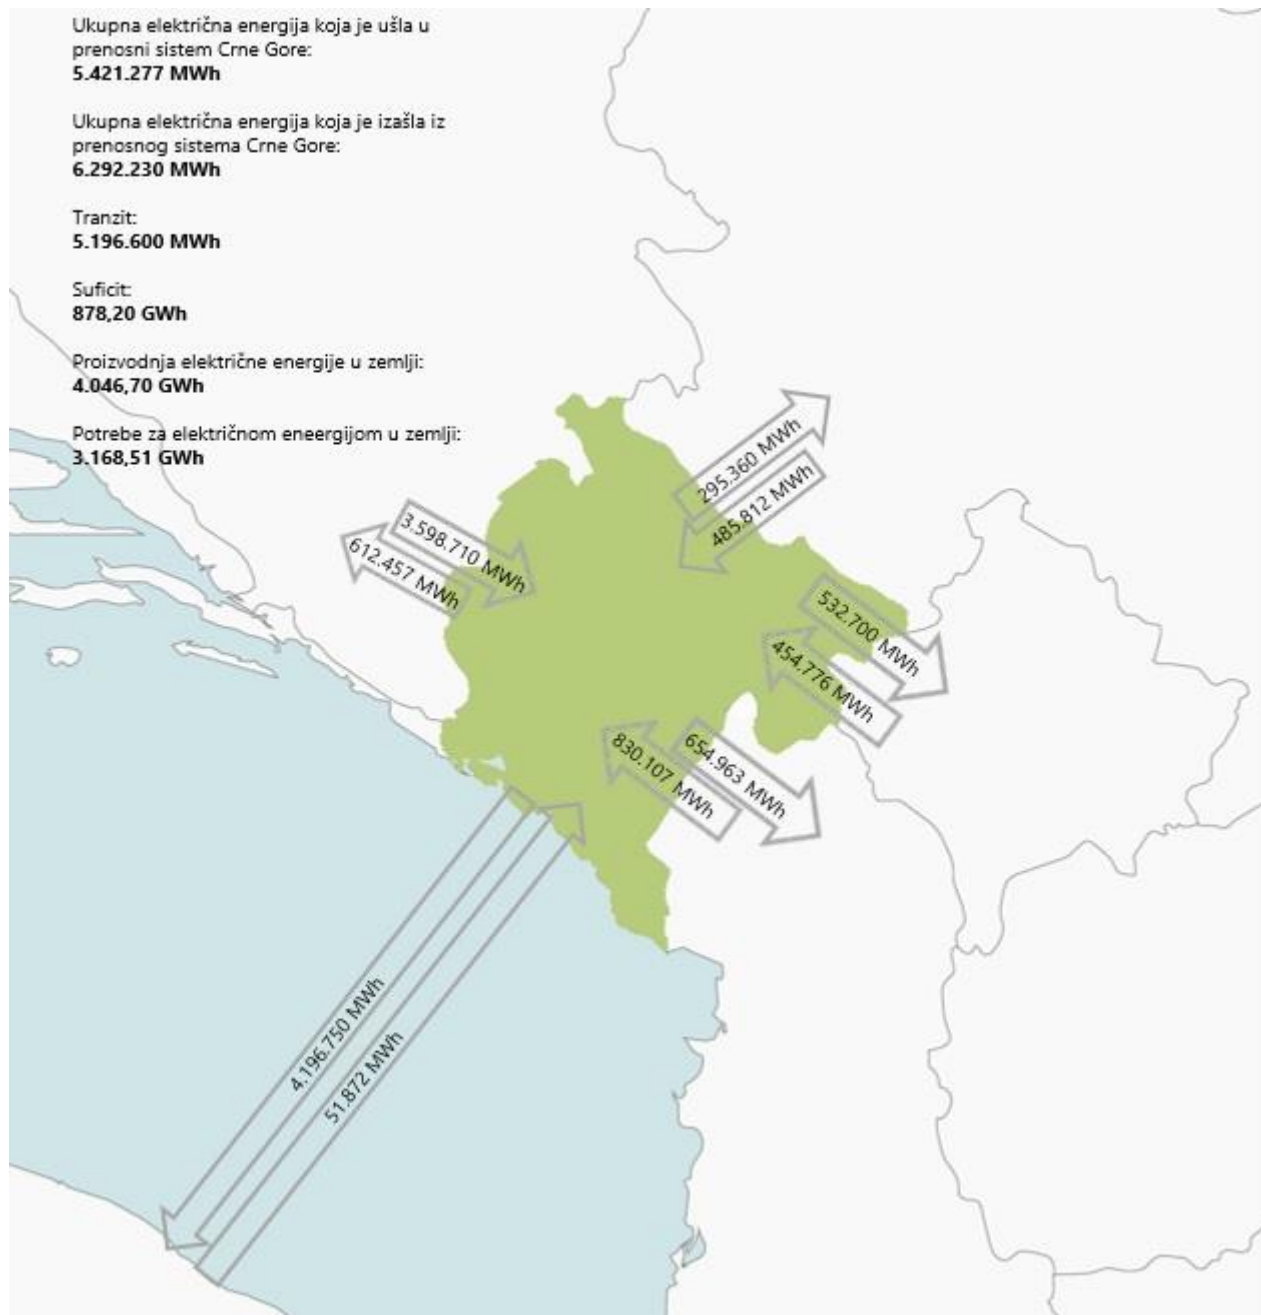 Ukupna električna energija koja je ušla u
prenosni sistem Crne Gore:
5.421.277 MWh
Ukupna električna energija koja je izašla iz
prenosnog sistema Crne Gore:
6.292.230 MWh
Tranzit:
5.196.600 MWh
Suficit:
878,20 GWh
Proizvodnja električne energije u zemlji:
4.046,70 GWh
Potrebe za električnom eneergijom u zemlji:
3.168,51 GWh
295.360 MWh
485.812 MWh
3.598.710 MWh
612.457 MWh
532.700 MWh
454.776 MWh
654.963 MWh
830.107 MWh
4.196.750 MWh
51.872 MWh